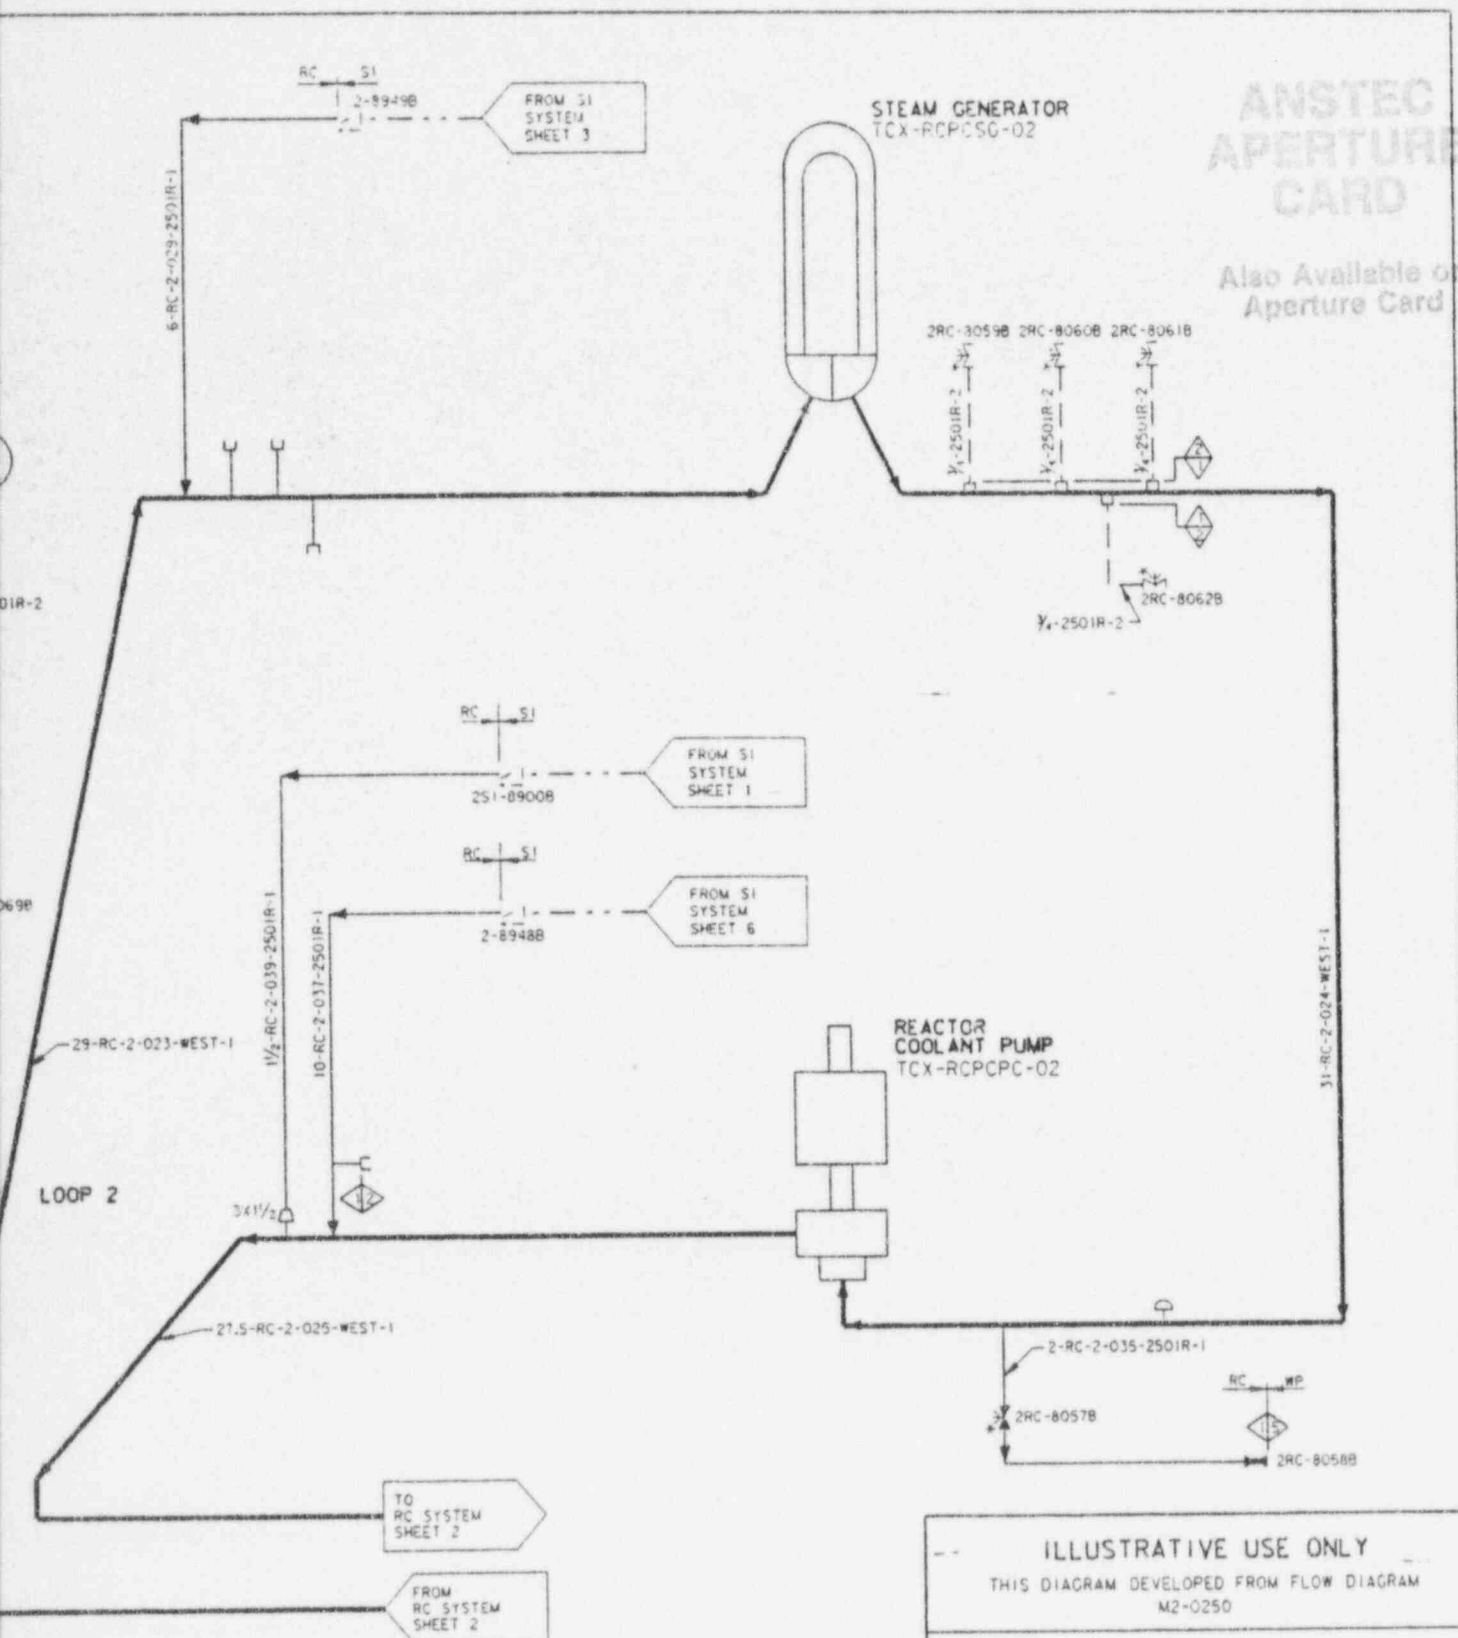 RC SI
2-8949B
FROM SI
SYSTEM
SHEET 3
STEAM GENERATOR
TCX-RCPCSG-02
ANSTEC
APERTURE
CARD
Also Available
Aperture Card
6-RC-2-029-2501R-1
2RC-8059B 2RC-8060B 2RC-8061B
¾-2501R-2
¾-2501R-2
¾-2501R-2
2
1
1
2
01R-2
2RC-8062B
¾-2501R-2
RC SI
FROM SI
SYSTEM
SHEET 1
2SI-8900B
RC SI
FROM SI
SYSTEM
SHEET 6
2-8948B
069B
1½-RC-2-039-2501R-1
10-RC-2-037-2501R-1
31-RC-2-024-WEST-1
29-RC-2-023-WEST-1
REACTOR
COOLANT PUMP
TCX-RCPCPC-02
LOOP 2
3X1½
27.5-RC-2-025-WEST-1
2-RC-2-035-2501R-1
RC WP
2RC-8057B
2RC-8058B
TO
RC SYSTEM
SHEET 2
FROM
RC SYSTEM
SHEET 2
ILLUSTRATIVE USE ONLY
THIS DIAGRAM DEVELOPED FROM FLOW DIAGRAM
M2-0250